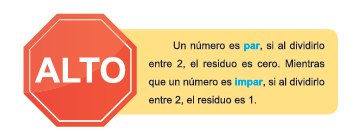 ALTO
Un número es par, si al dividirlo
entre 2, el residuo es cero. Mientras
que un número es impar, si al dividirlo
entre 2, el residuo es 1.